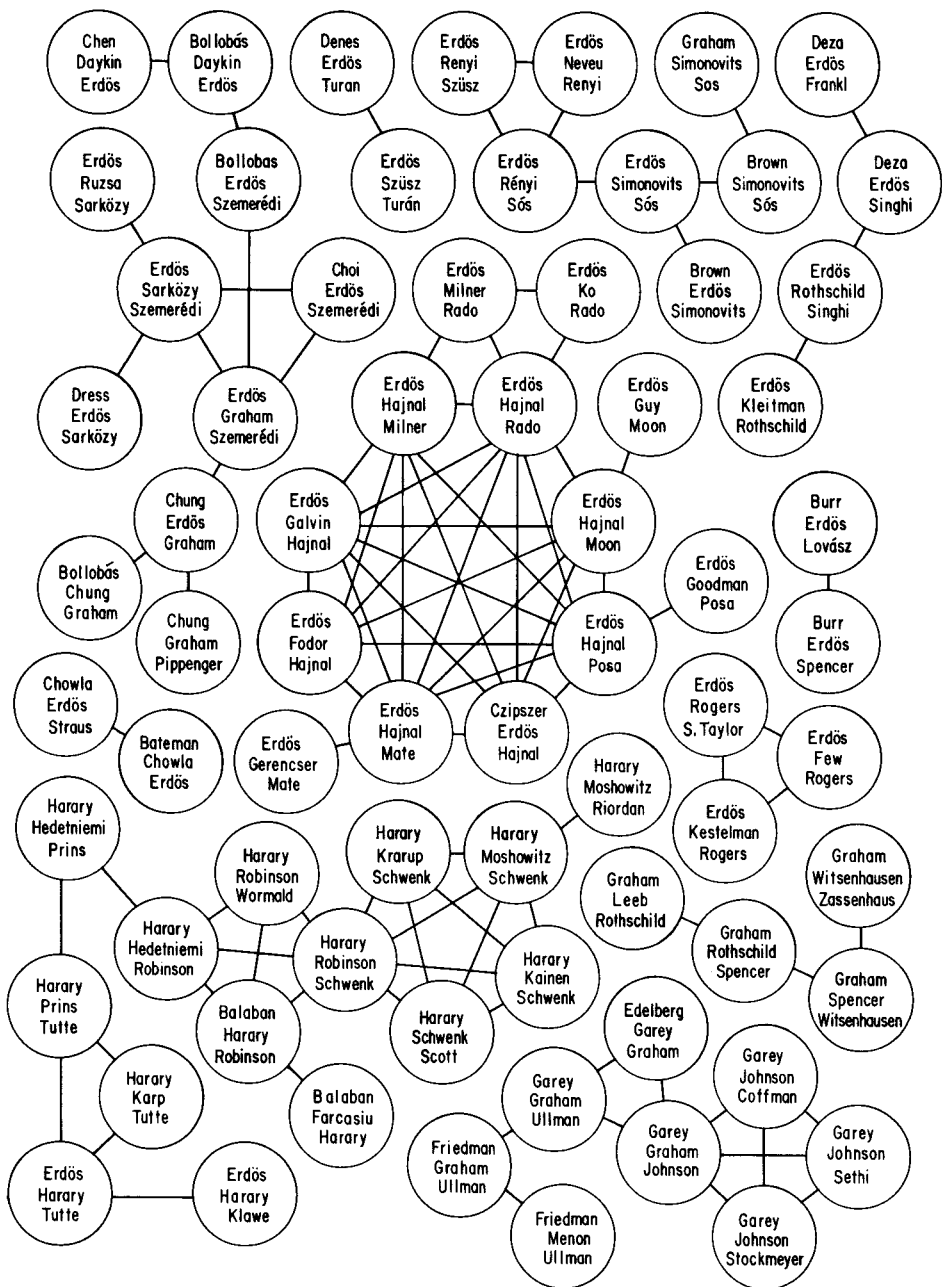 Chen
Daykin
Erdös
Bollobás
Daykin
Erdös
Denes
Erdös
Turan
Erdös
Renyi
Szüsz
Erdös
Neveu
Renyi
Graham
Simonovits
Sos
Deza
Erdös
Frankl
Erdös
Ruzsa
Sarközy
Bollobas
Erdös
Szemerédi
Erdös
Szüsz
Turán
Erdös
Rényi
Sós
Erdös
Simonovits
Sós
Brown
Simonovits
Sós
Deza
Erdös
Singhi
Erdös
Sarközy
Szemerédi
Choi
Erdös
Szemerédi
Erdös
Milner
Rado
Erdös
Ko
Rado
Brown
Erdös
Simonovits
Erdös
Rothschild
Singhi
Dress
Erdös
Sarközy
Erdös
Graham
Szemerédi
Erdös
Hajnal
Milner
Erdös
Hajnal
Rado
Erdös
Guy
Moon
Erdös
Kleitman
Rothschild
Chung
Erdös
Graham
Erdös
Galvin
Hajnal
Erdös
Hajnal
Moon
Burr
Erdös
Lovász
Bollobás
Chung
Graham
Chung
Graham
Pippenger
Erdös
Fodor
Hajnal
Erdös
Hajnal
Posa
Erdös
Goodman
Posa
Burr
Erdös
Spencer
Chowla
Erdös
Straus
Bateman
Chowla
Erdös
Erdös
Gerencser
Mate
Erdös
Hajnal
Mate
Czipszer
Erdös
Hajnal
Erdös
Rogers
S. Taylor
Erdös
Few
Rogers
Harary
Moshowitz
Riordan
Erdös
Kestelman
Rogers
Harary
Hedetniemi
Prins
Harary
Robinson
Wormald
Harary
Krarup
Schwenk
Harary
Moshowitz
Schwenk
Graham
Leeb
Rothschild
Graham
Witsenhausen
Zassenhaus
Harary
Hedetniemi
Robinson
Harary
Robinson
Schwenk
Harary
Kainen
Schwenk
Graham
Rothschild
Spencer
Harary
Prins
Tutte
Balaban
Harary
Robinson
Harary
Schwenk
Scott
Edelberg
Garey
Graham
Graham
Spencer
Witsenhausen
Harary
Karp
Tutte
Balaban
Farcasiu
Harary
Garey
Graham
Ullman
Garey
Johnson
Coffman
Erdös
Harary
Tutte
Erdös
Harary
Klawe
Friedman
Graham
Ullman
Garey
Graham
Johnson
Garey
Johnson
Sethi
Friedman
Menon
Ullman
Garey
Johnson
Stockmeyer